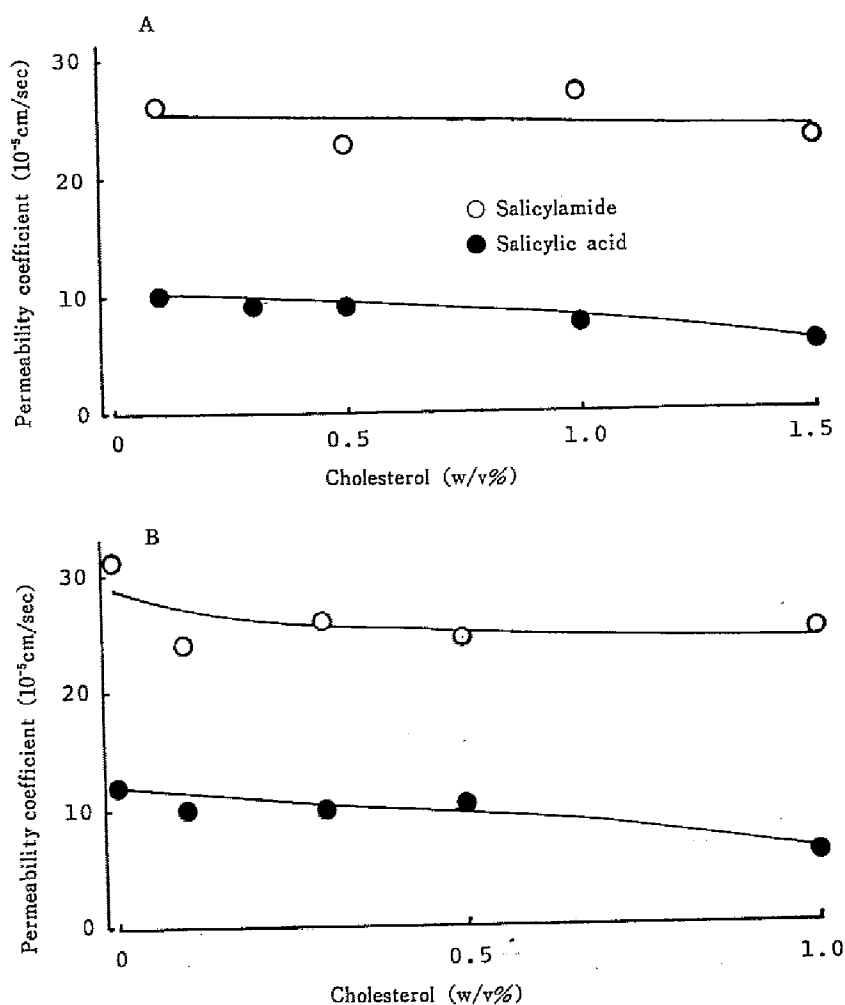 A
30
20
10
0
Permeability coefficient (10⁻⁵cm/sec)
○ Salicylamide
● Salicylic acid
0 0.5 1.0 1.5
Cholesterol (w/v%)
B
30
20
10
0
Permeability coefficient (10⁻⁵cm/sec)
0 0.5 1.0
Cholesterol (w/v%)